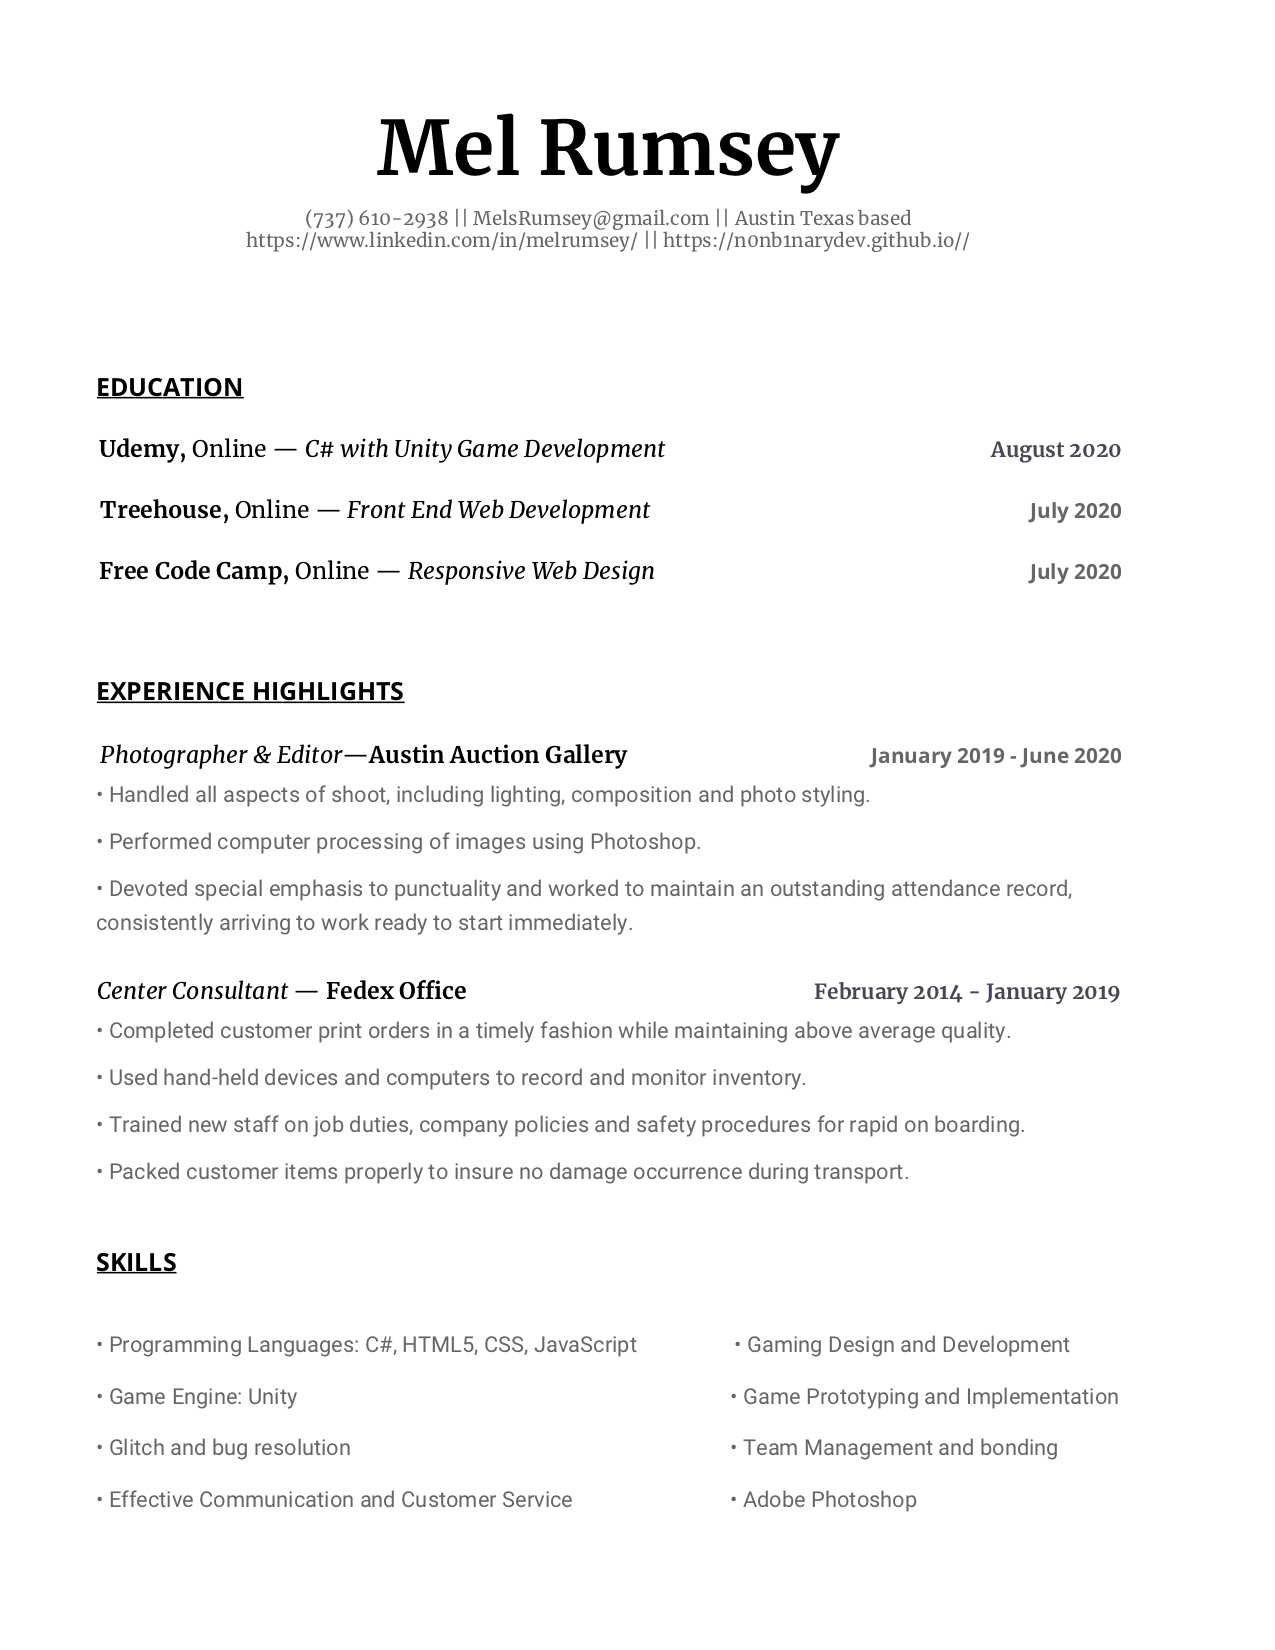 Mel Rumsey
(737) 610-2938 || MelsRumsey@gmail.com || Austin Texas based
https://www.linkedin.com/in/melrumsey/ || https://n0nb1narydev.github.io//
EDUCATION
Udemy, Online — C# with Unity Game Development August 2020
Treehouse, Online — Front End Web Development July 2020
Free Code Camp, Online — Responsive Web Design July 2020
EXPERIENCE HIGHLIGHTS
Photographer & Editor—Austin Auction Gallery January 2019 - June 2020
• Handled all aspects of shoot, including lighting, composition and photo styling.
• Performed computer processing of images using Photoshop.
• Devoted special emphasis to punctuality and worked to maintain an outstanding attendance record,
consistently arriving to work ready to start immediately.
Center Consultant — Fedex Office February 2014 - January 2019
• Completed customer print orders in a timely fashion while maintaining above average quality.
• Used hand-held devices and computers to record and monitor inventory.
• Trained new staff on job duties, company policies and safety procedures for rapid on boarding.
• Packed customer items properly to insure no damage occurrence during transport.
SKILLS
• Programming Languages: C#, HTML5, CSS, JavaScript • Gaming Design and Development
• Game Engine: Unity • Game Prototyping and Implementation
• Glitch and bug resolution • Team Management and bonding
• Effective Communication and Customer Service • Adobe Photoshop